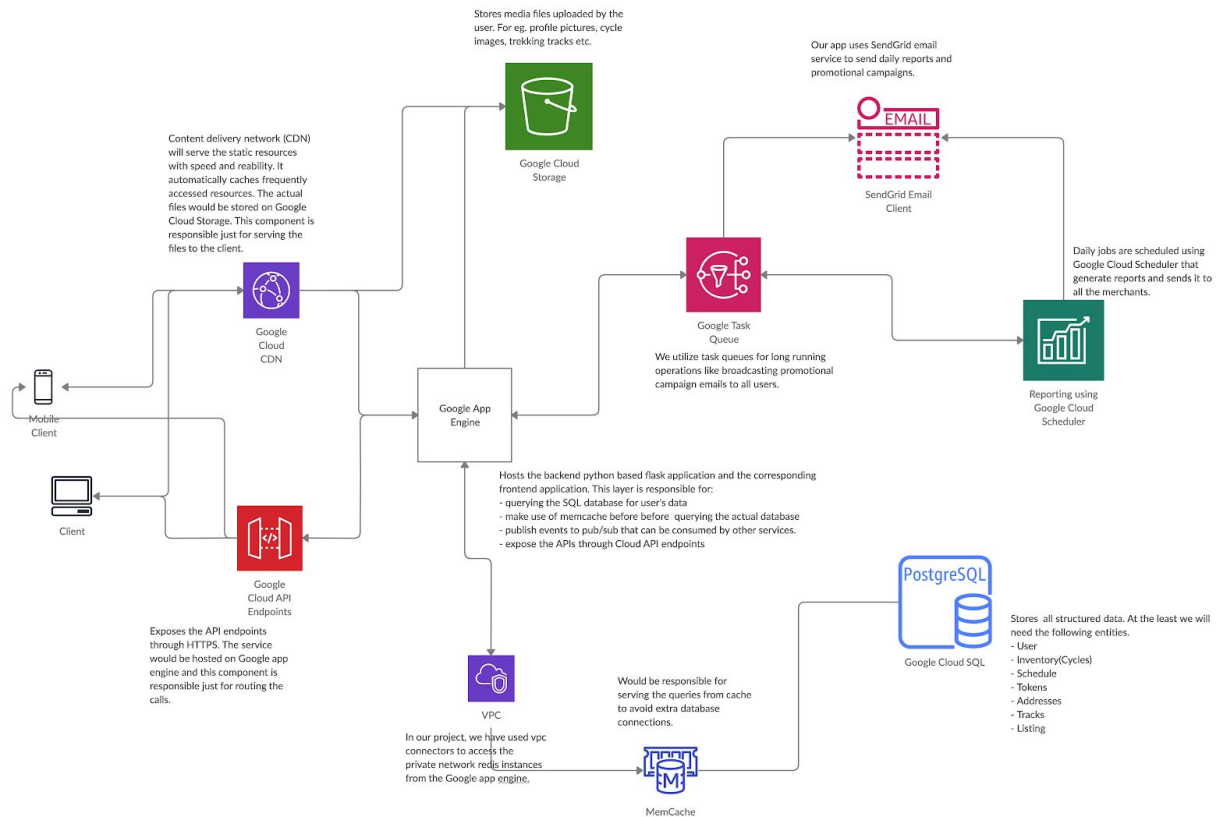 Stores media files uploaded by the
user. For eg. profile pictures, cycle
images, trekking tracks etc.
Google Cloud
Storage
Our app uses SendGrid email
service to send daily reports and
promotional campaigns.
EMAIL
SendGrid Email
Client
Content delivery network (CDN)
will serve the static resources
with speed and reability. It
automatically caches frequently
accessed resources. The actual
files would be stored on Google
Cloud Storage. This component is
responsible just for serving the
files to the client.
Google
Cloud
CDN
Google Task
Queue
We utilize task queues for long running
operations like broadcasting promotional
campaign emails to all users.
Daily jobs are scheduled using
Google Cloud Scheduler that
generate reports and sends it to
all the merchants.
Reporting using
Google Cloud
Scheduler
Mobile
Client
Google App
Engine
Client
Hosts the backend python based flask application and the corresponding
frontend application. This layer is responsible for:
- querying the SQL database for user's data
- make use of memcache before before querying the actual database
- publish events to pub/sub that can be consumed by other services.
- expose the APIs through Cloud API endpoints
</>
Google
Cloud API
Endpoints
Exposes the API endpoints
through HTTPS. The service
would be hosted on Google app
engine and this component is
responsible just for routing the
calls.
PostgreSQL
Google Cloud SQL
Stores all structured data. At the least we will
need the following entities.
- User
- Inventory(Cycles)
- Schedule
- Tokens
- Addresses
- Tracks
- Listing
VPC
In our project, we have used vpc
connectors to access the
private network redis instances
from the Google app engine.
Would be responsible for
serving the queries from cache
to avoid extra database
connections.
M
MemCache